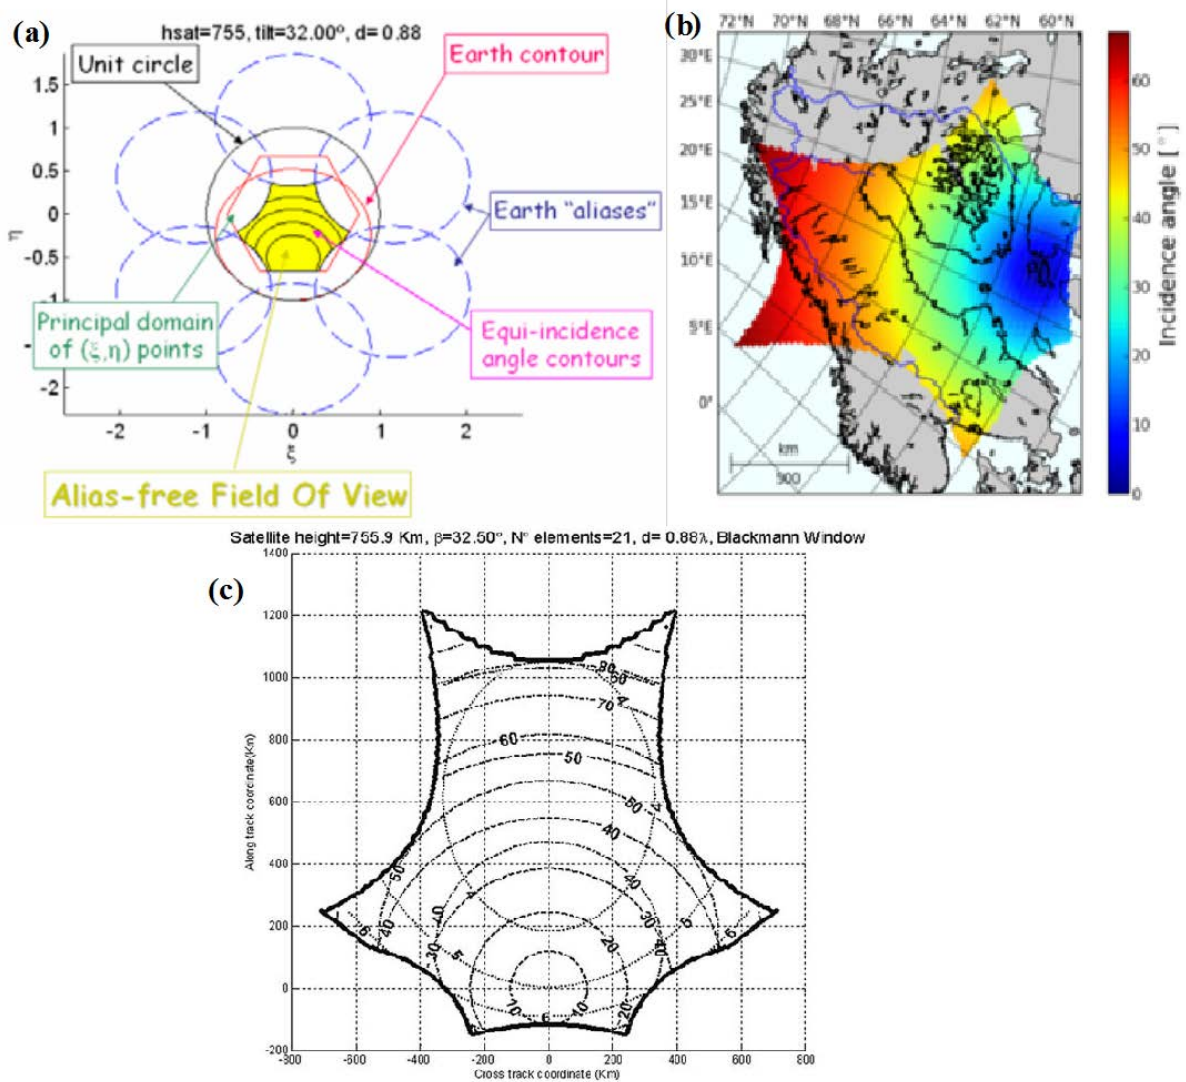 (a)
hsat=755, tilt=32.00º, d= 0.88
Unit circle
Earth contour
1.5
1
0.5
0
-0.5
-1
-2
η
Earth "aliases"
Principal domain
of (ξ,η) points
Equi-incidence
angle contours
-2 -1 0 1 2
ξ
Alias-free Field Of View
(b)
72°N 70°N 68°N 66°N 64°N 62°N 60°N
30°E
25°E
20°E
15°E
10°E
5°E
0°
km
60
50
40
30
20
10
0
Incidence angle [°]
Satellite height=755.9 Km, β=32.50°, N° elements=21, d= 0.88λ, Blackmann Window
(c)
1400
1200
1000
800
600
400
200
0
-200
Along track coordinate(Km)
70
60
50
50
40
50
40
40
30
20
10
-800 -600 -400 -200 0 200 400 600 800
Cross track coordinate (Km)